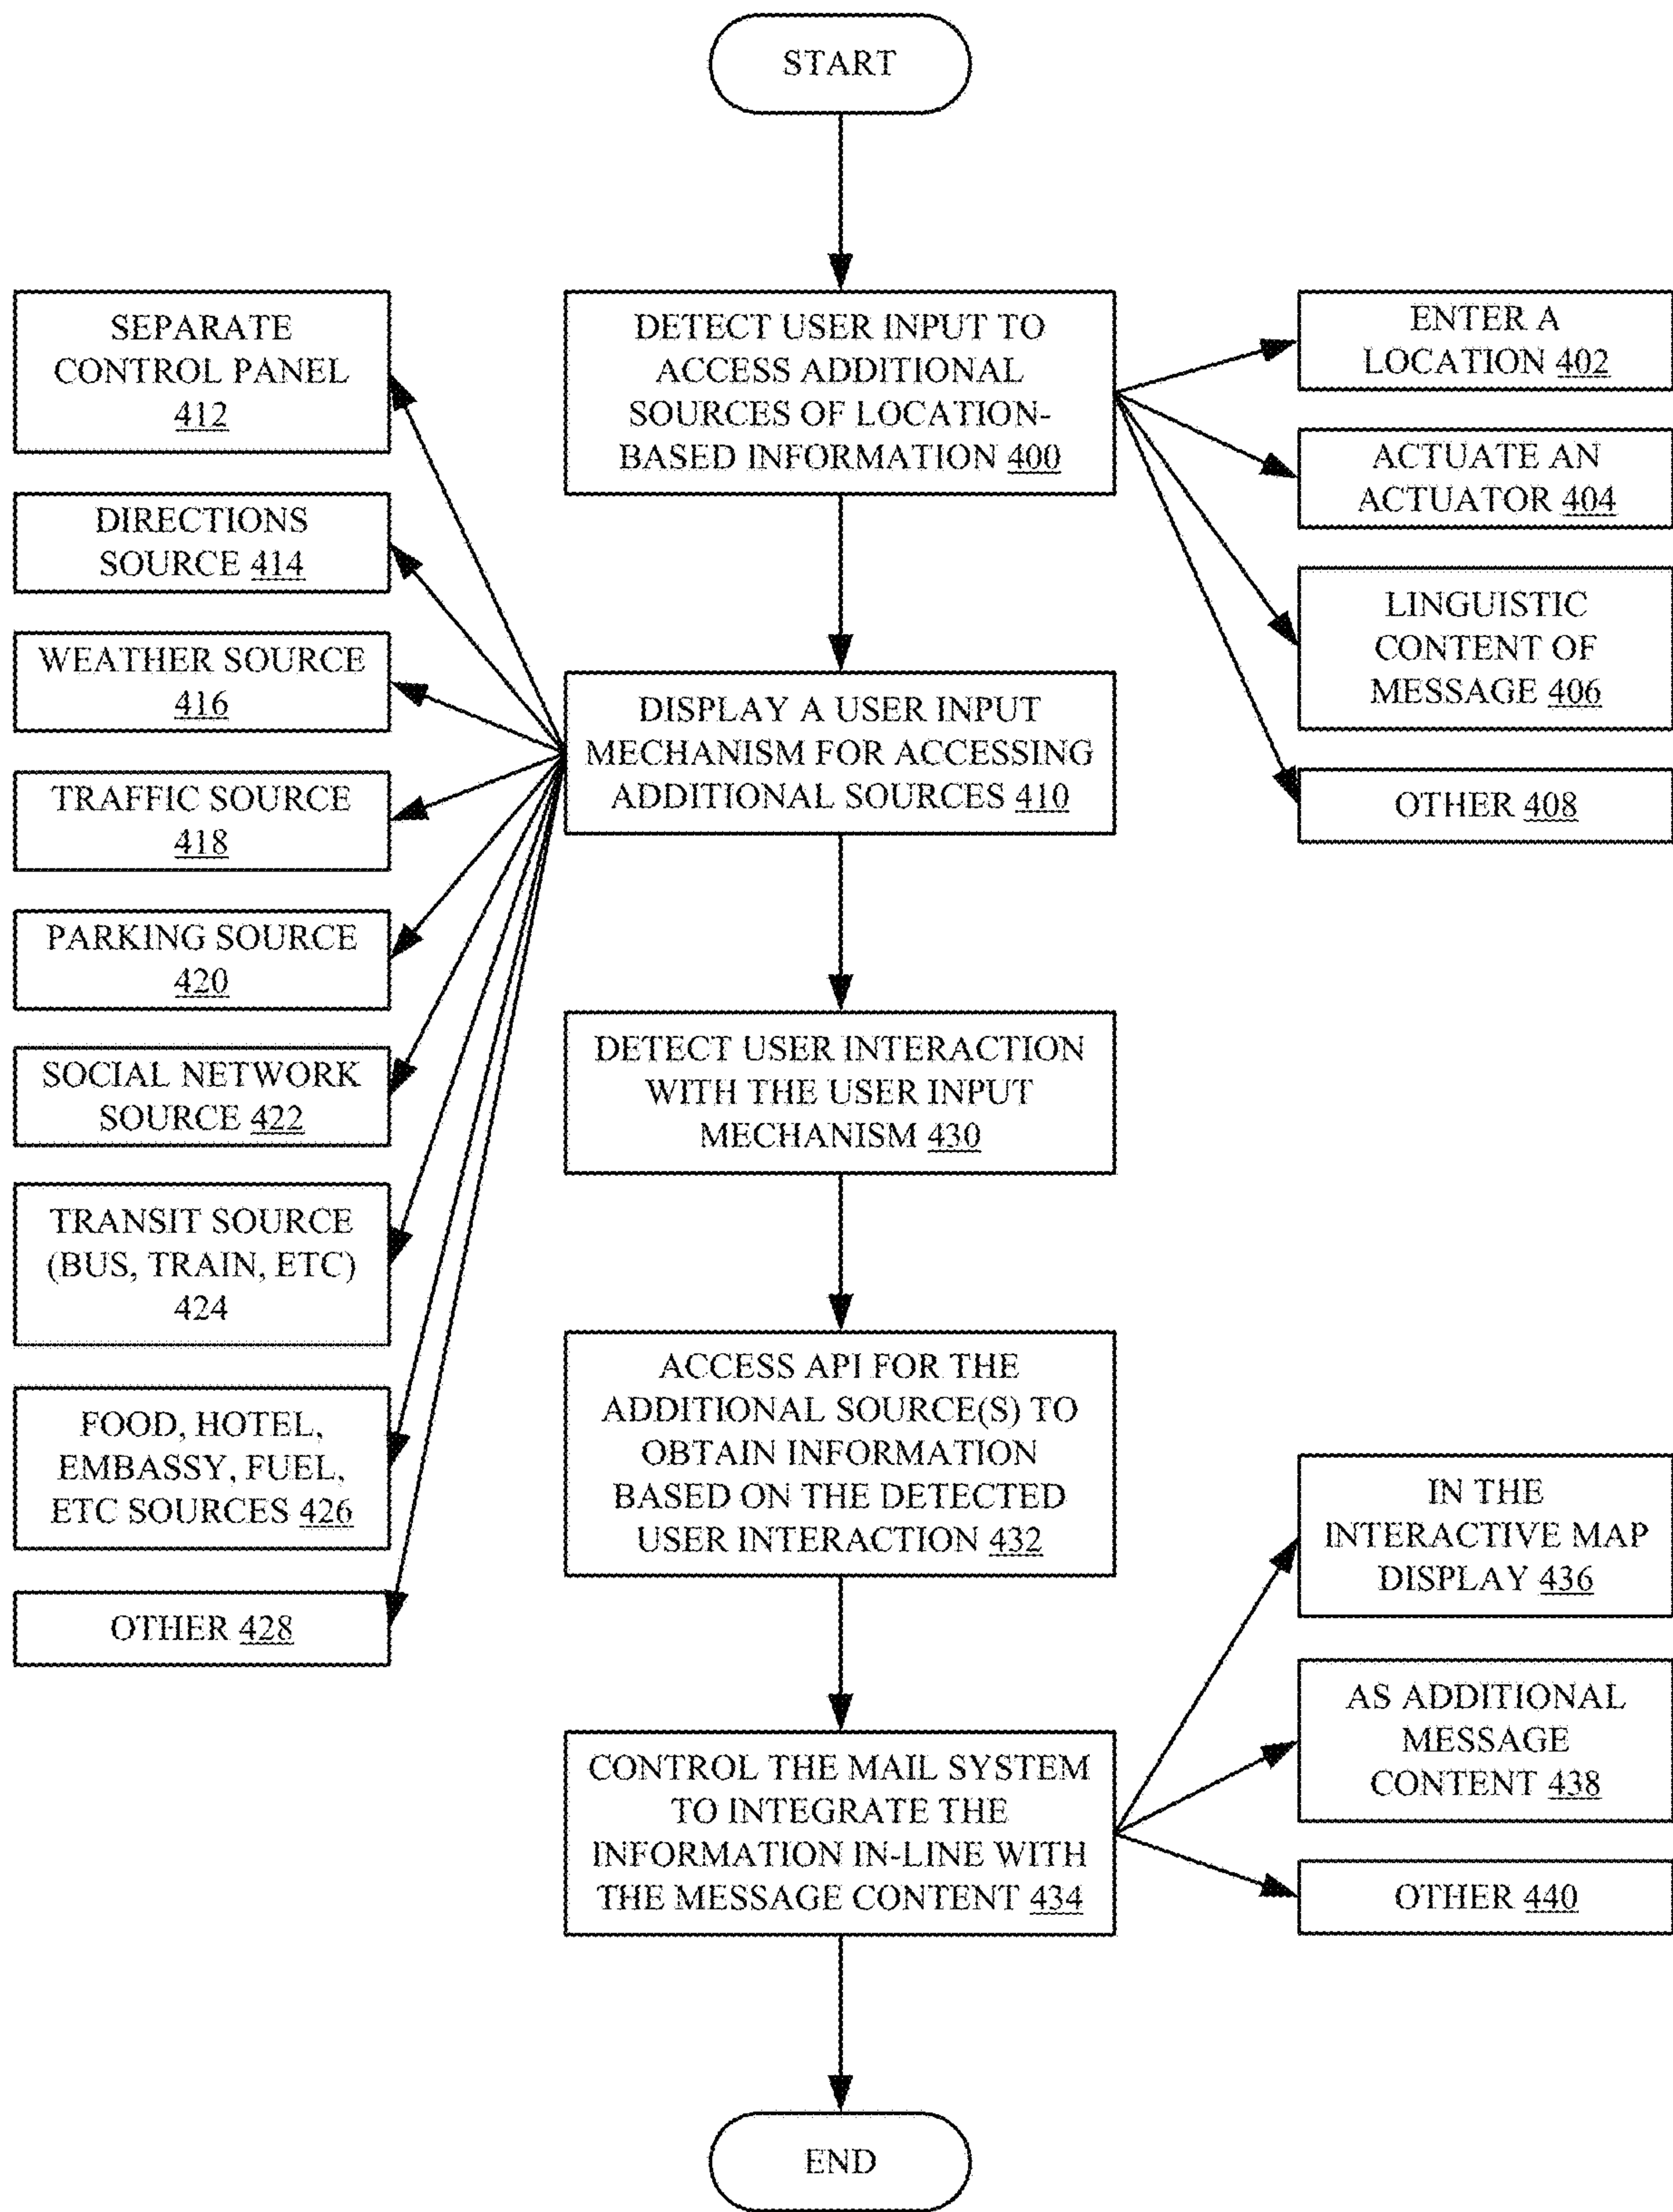 START
DETECT USER INPUT TO
ACCESS ADDITIONAL
SOURCES OF LOCATION-
BASED INFORMATION 400
ENTER A
LOCATION 402
ACTUATE AN
ACTUATOR 404
LINGUISTIC
CONTENT OF
MESSAGE 406
OTHER 408
DISPLAY A USER INPUT
MECHANISM FOR ACCESSING
ADDITIONAL SOURCES 410
SEPARATE
CONTROL PANEL
412
DIRECTIONS
SOURCE 414
WEATHER SOURCE
416
TRAFFIC SOURCE
418
PARKING SOURCE
420
SOCIAL NETWORK
SOURCE 422
TRANSIT SOURCE
(BUS, TRAIN, ETC)
424
FOOD, HOTEL,
EMBASSY, FUEL,
ETC SOURCES 426
OTHER 428
DETECT USER INTERACTION
WITH THE USER INPUT
MECHANISM 430
ACCESS API FOR THE
ADDITIONAL SOURCE(S) TO
OBTAIN INFORMATION
BASED ON THE DETECTED
USER INTERACTION 432
CONTROL THE MAIL SYSTEM
TO INTEGRATE THE
INFORMATION IN-LINE WITH
THE MESSAGE CONTENT 434
IN THE
INTERACTIVE MAP
DISPLAY 436
AS ADDITIONAL
MESSAGE
CONTENT 438
OTHER 440
END